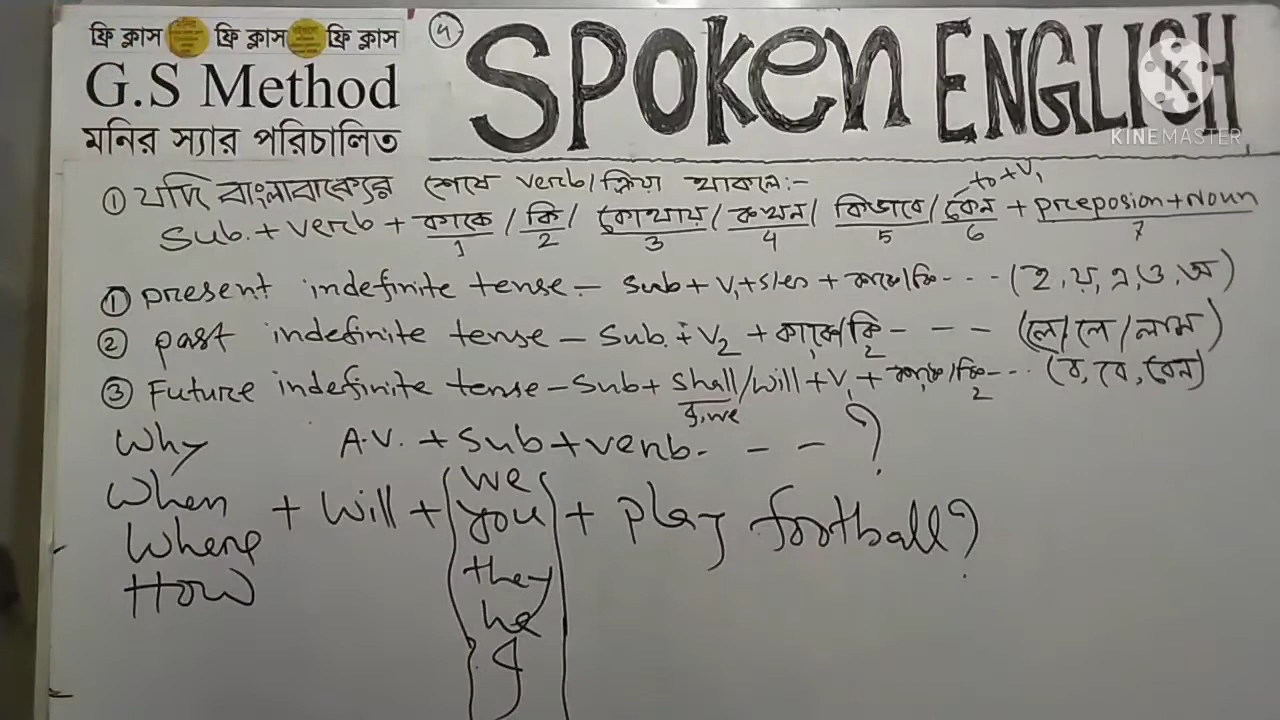 ফ্রি ক্লাস ফ্রি ক্লাস ফ্রি ক্লাস
G.S Method
মনির স্যার পরিচালিত
SPOKEN ENGLISH
KINEMASTER
① যদি বাংলাবাক্যের শেষে verb/ক্রিয়া থাকলে:-
to+V₁
Sub. + verb + কাকে / কি / কোথায় / কখন / কিভাবে / কেন + preposion + Noun
1 2 3 4 5 6 7
① present indefinite tense - Sub + V₁ + s/es + কাকে/কি - - - (ই, য়, এ, ও, অ)
② past indefinite tense - Sub. + V₂ + কাকে/কি - - - (লে/লে/লাম)
1 2
③ Future indefinite tense - Sub + shall/will + V₁ + কাকে/কি - - - (ব, বে, বেন)
I, we 2
Why A.V. + Sub + verb. - - - ?
When + will + we you they he I + play football?
Where
How